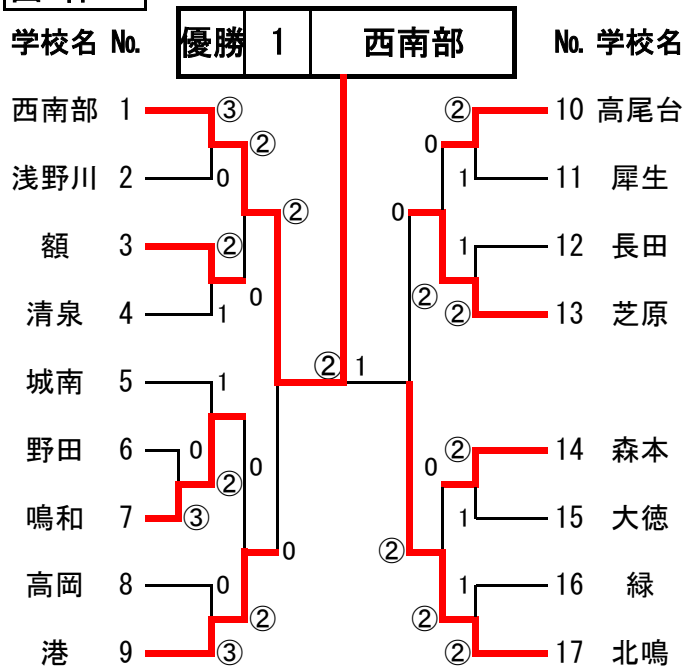 学校名 No. 優勝 1 西南部 No. 学校名
西南部 1 ③ ② 10 高尾台
② 0
浅野川 2 0 1 11 犀生
② 0
額 3 ② 1 12 長田
0 ②
清泉 4 1 ② 13 芝原
② 1
城南 5 1
野田 6 0 0 0 ② 14 森本
②
鳴和 7 ③ 1 15 大徳
0 ②
高岡 8 0 1 16 緑
② ②
港 9 ③ ② 17 北鳴